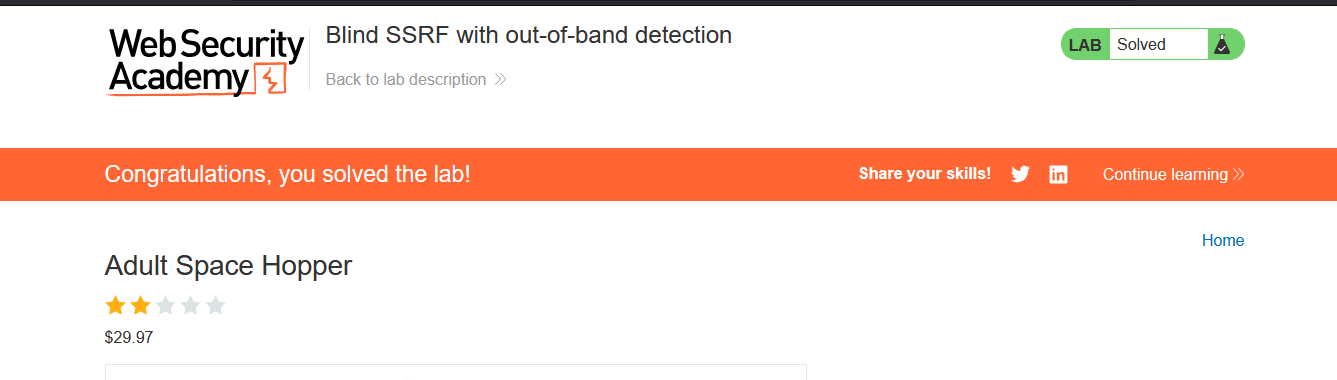 Web Security
Academy
Blind SSRF with out-of-band detection
Back to lab description
LAB Solved
Congratulations, you solved the lab!
Share your skills!
in
Continue learning
Home
Adult Space Hopper
$29.97